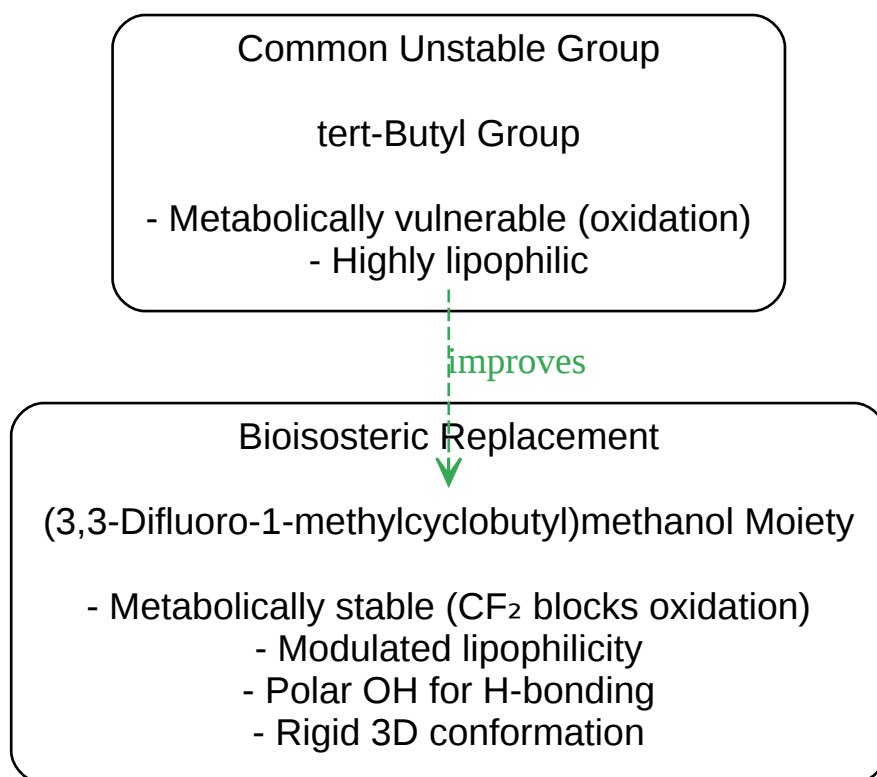 Common Unstable Group
tert-Butyl Group
- Metabolically vulnerable (oxidation)
- Highly lipophilic
improves
Bioisosteric Replacement
(3,3-Difluoro-1-methylcyclobutyl)methanol Moiety
- Metabolically stable (CF₂ blocks oxidation)
- Modulated lipophilicity
- Polar OH for H-bonding
- Rigid 3D conformation